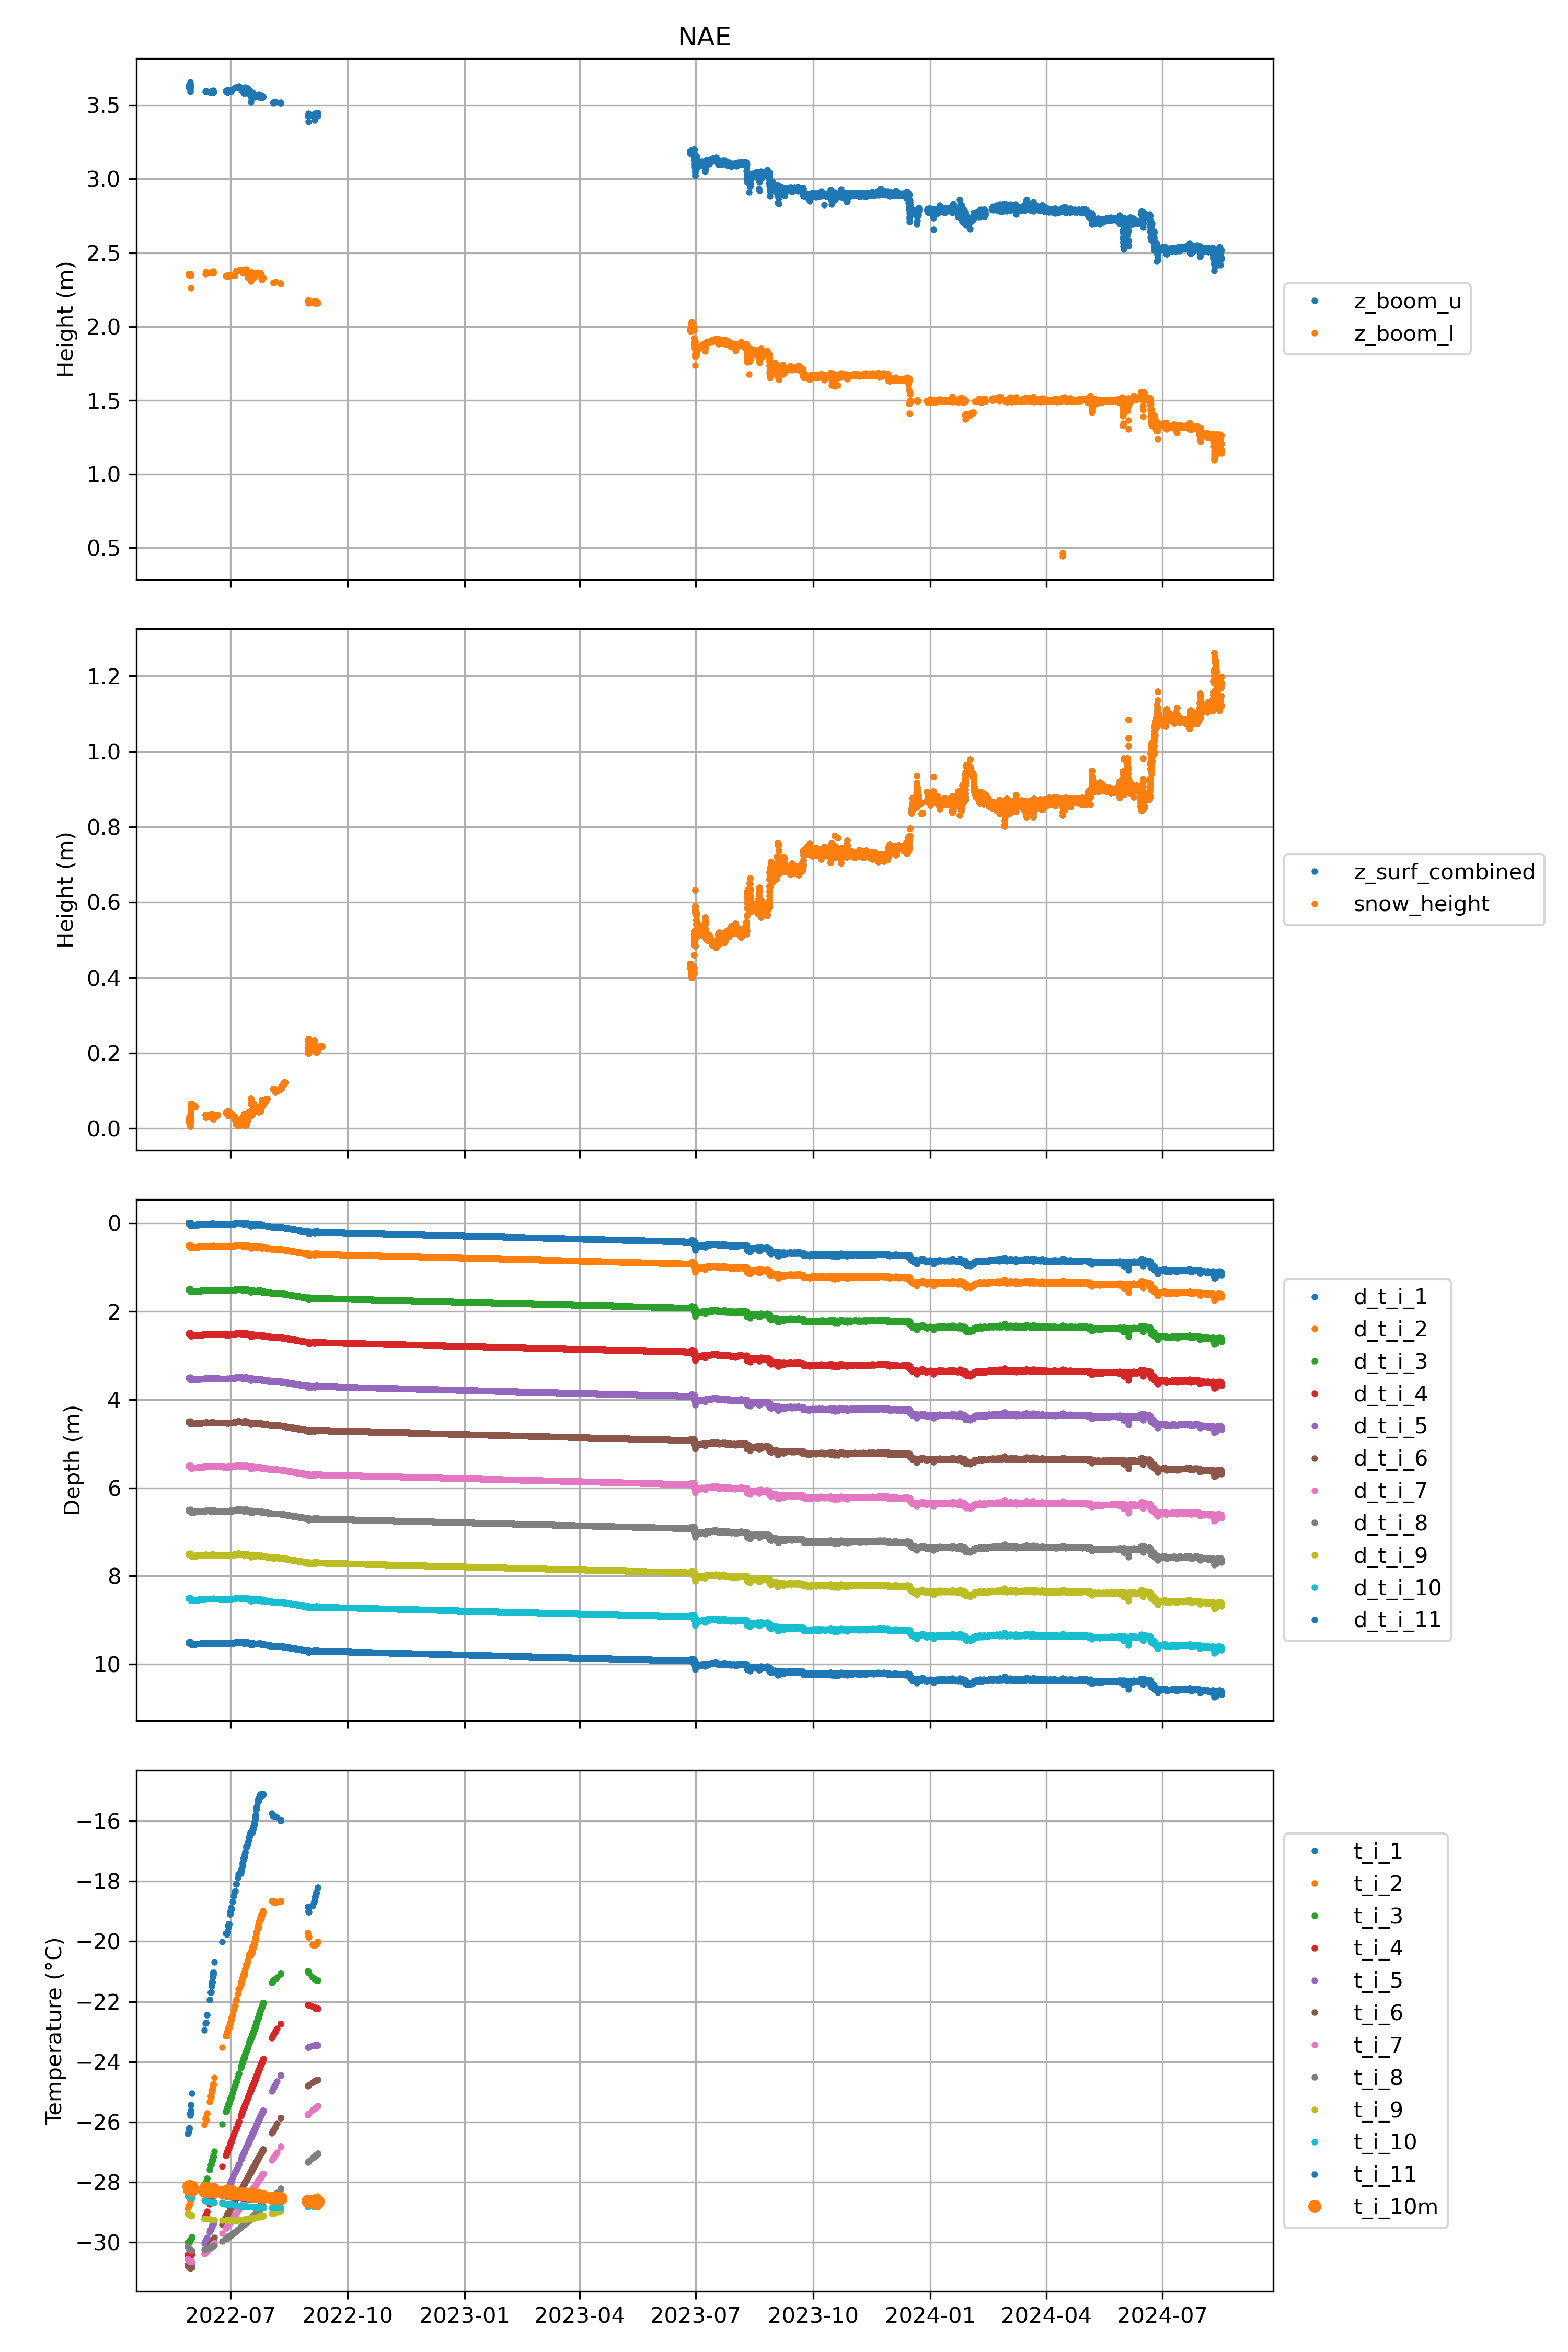 NAE
3.5
3.0
2.5
2.0
1.5
1.0
0.5
Height (m)
z_boom_u
z_boom_l
1.2
1.0
0.8
0.6
0.4
0.2
0.0
Height (m)
z_surf_combined
snow_height
0
2
4
6
8
10
Depth (m)
d_t_i_1
d_t_i_2
d_t_i_3
d_t_i_4
d_t_i_5
d_t_i_6
d_t_i_7
d_t_i_8
d_t_i_9
d_t_i_10
d_t_i_11
−16
−18
−20
−22
−24
−26
−28
−30
Temperature (°C)
t_i_1
t_i_2
t_i_3
t_i_4
t_i_5
t_i_6
t_i_7
t_i_8
t_i_9
t_i_10
t_i_11
t_i_10m
2022-07 2022-10 2023-01 2023-04 2023-07 2023-10 2024-01 2024-04 2024-07